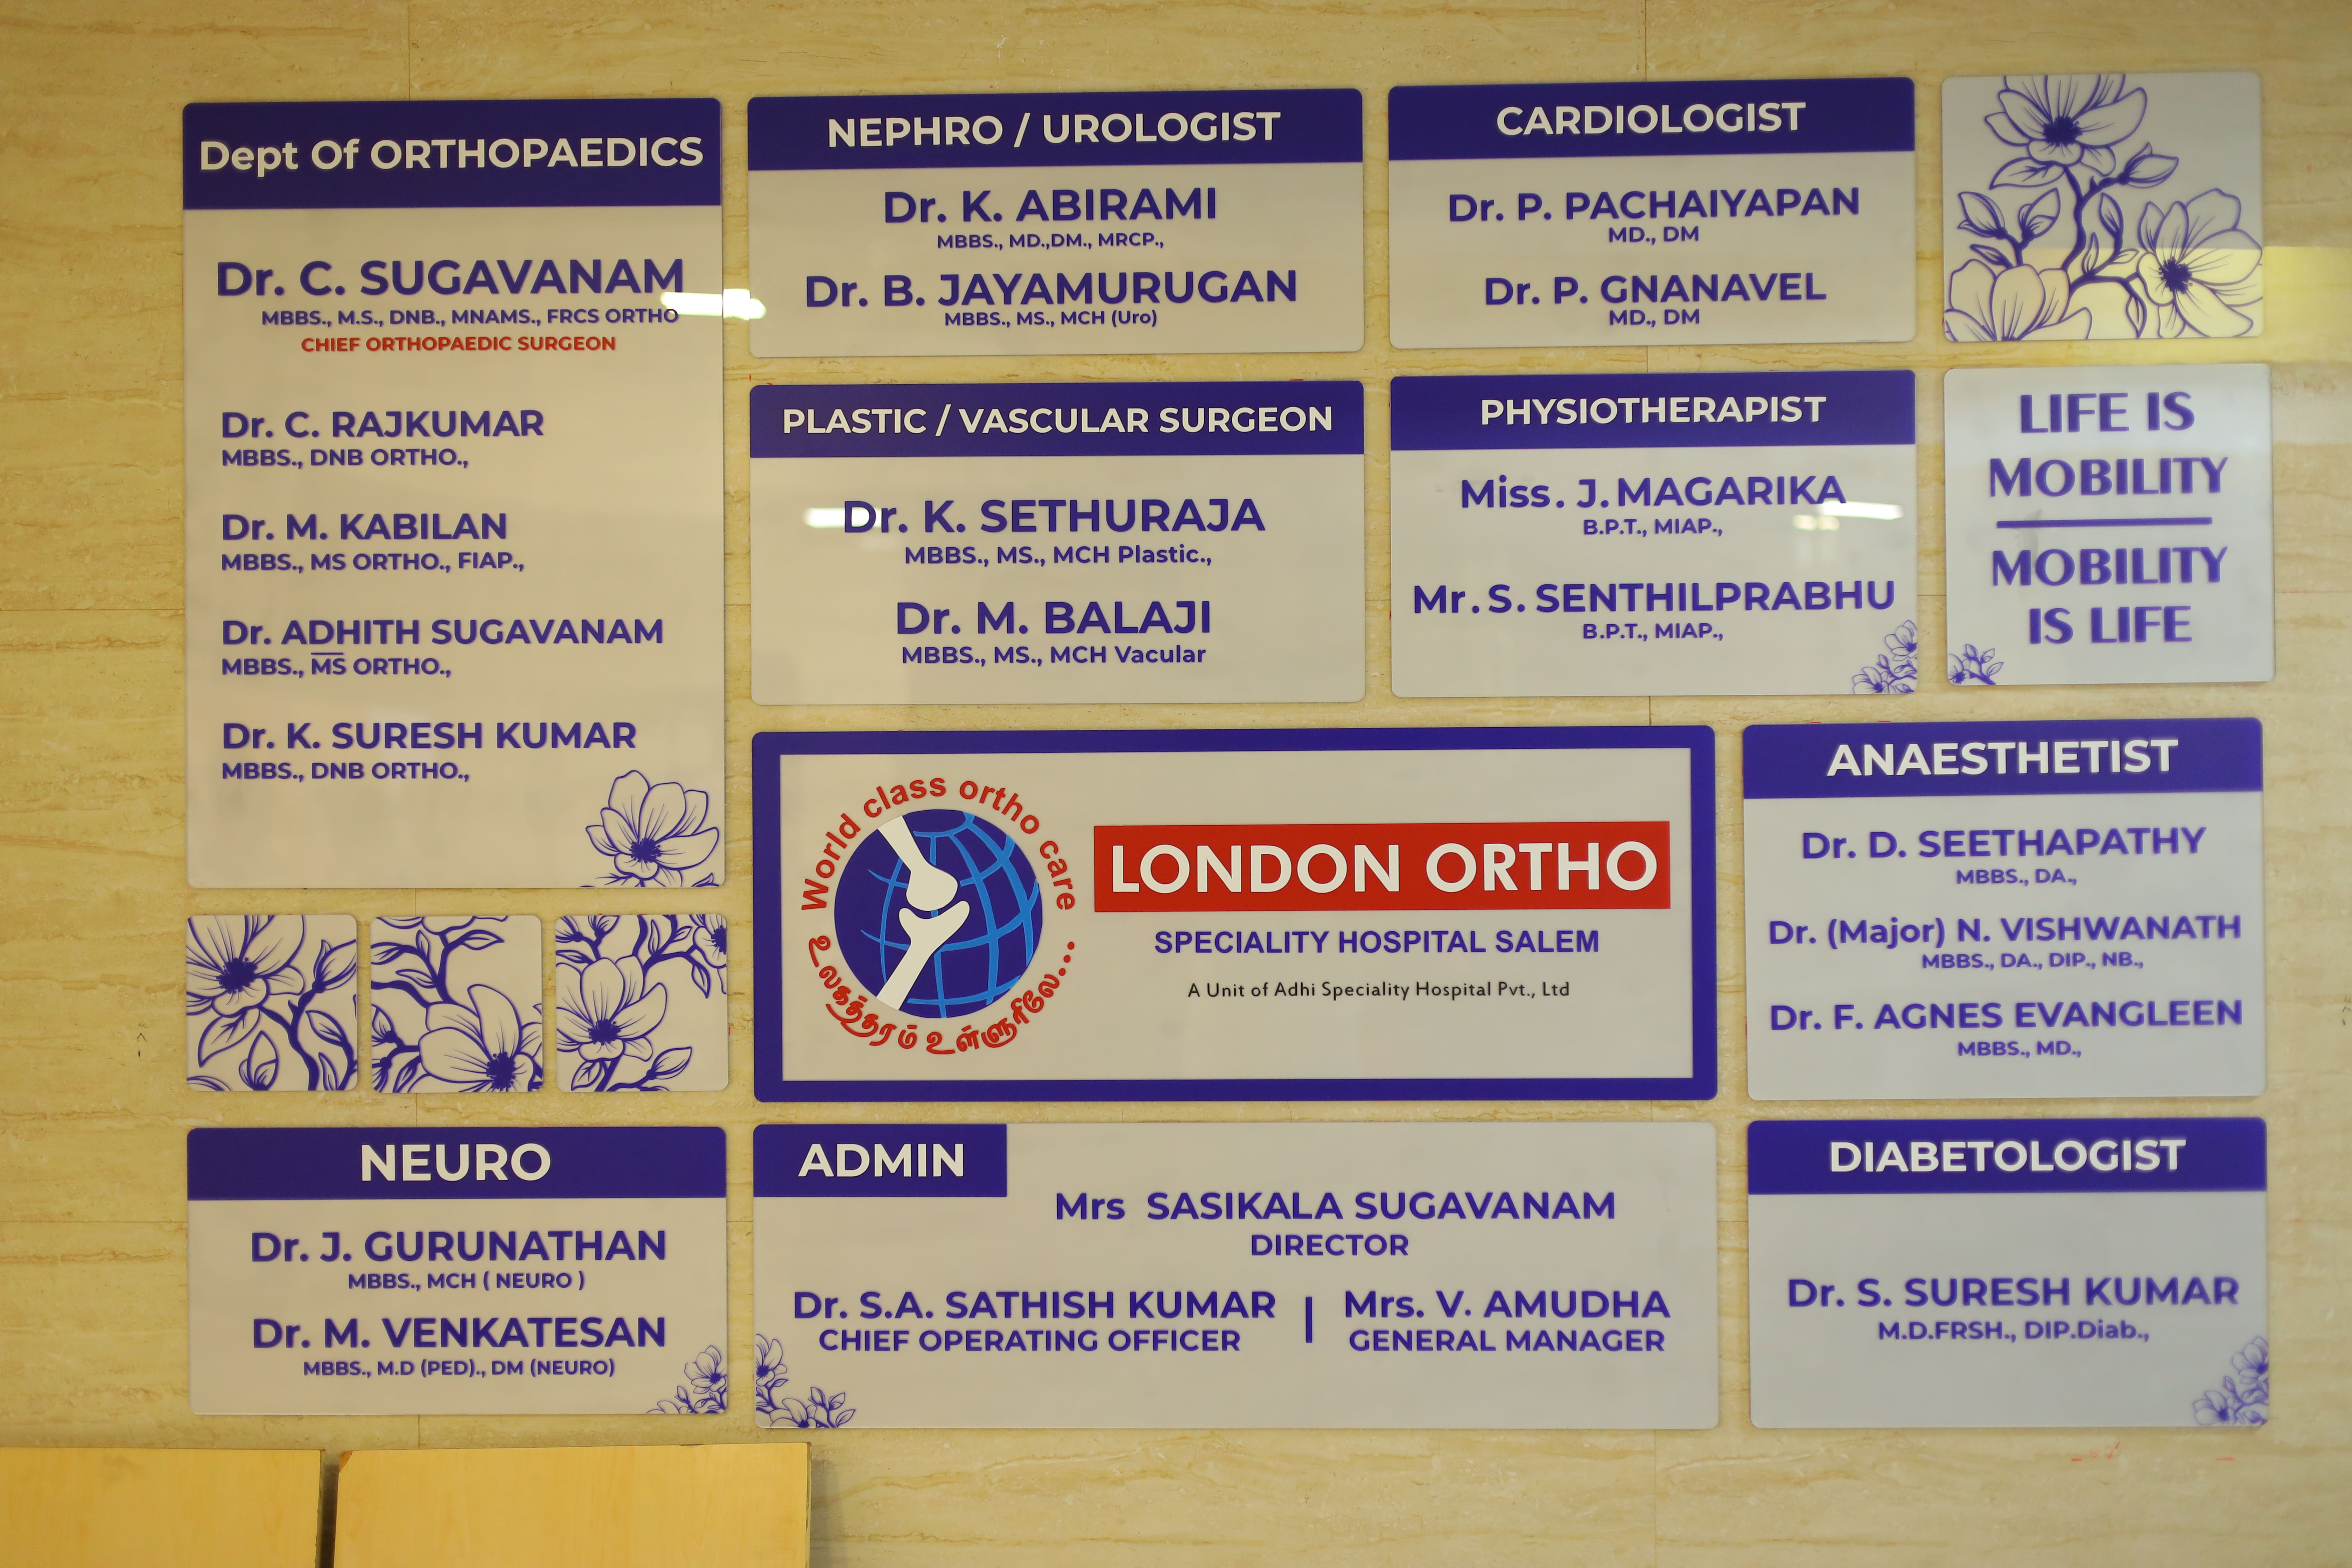 Dept Of ORTHOPAEDICS
Dr. C. SUGAVANAM
MBBS., M.S., DNB., MNAMS., FRCS ORTHO
CHIEF ORTHOPAEDIC SURGEON
Dr. C. RAJKUMAR
MBBS., DNB ORTHO.,
Dr. M. KABILAN
MBBS., MS ORTHO., FIAP.,
Dr. ADHITH SUGAVANAM
MBBS., MS ORTHO.,
Dr. K. SURESH KUMAR
MBBS., DNB ORTHO.,
NEPHRO / UROLOGIST
Dr. K. ABIRAMI
MBBS., MD.,DM., MRCP.,
Dr. B. JAYAMURUGAN
MBBS., MS., MCH (Uro)
CARDIOLOGIST
Dr. P. PACHAIYAPAN
MD., DM
Dr. P. GNANAVEL
MD., DM
PLASTIC / VASCULAR SURGEON
Dr. K. SETHURAJA
MBBS., MS., MCH Plastic.,
Dr. M. BALAJI
MBBS., MS., MCH Vacular
PHYSIOTHERAPIST
Miss. J. MAGARIKA
B.P.T., MIAP.,
Mr. S. SENTHILPRABHU
B.P.T., MIAP.,
LIFE IS
MOBILITY
MOBILITY
IS LIFE
World class ortho care
உலகத்தரம் உள்ளூரிலே...
LONDON ORTHO
SPECIALITY HOSPITAL SALEM
A Unit of Adhi Speciality Hospital Pvt., Ltd
ANAESTHETIST
Dr. D. SEETHAPATHY
MBBS., DA.,
Dr. (Major) N. VISHWANATH
MBBS., DA., DIP., NB.,
Dr. F. AGNES EVANGLEEN
MBBS., MD.,
NEURO
Dr. J. GURUNATHAN
MBBS., MCH ( NEURO )
Dr. M. VENKATESAN
MBBS., M.D (PED)., DM (NEURO)
ADMIN
Mrs SASIKALA SUGAVANAM
DIRECTOR
Dr. S.A. SATHISH KUMAR
CHIEF OPERATING OFFICER
Mrs. V. AMUDHA
GENERAL MANAGER
DIABETOLOGIST
Dr. S. SURESH KUMAR
M.D.FRSH., DIP.Diab.,